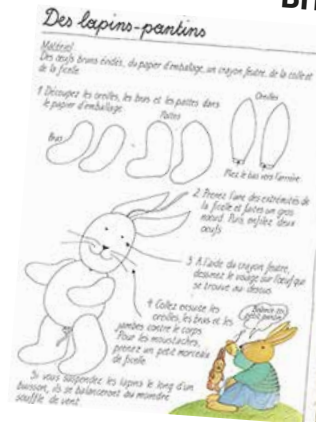 Des lapins-pantins
Matériel
Des œufs bruns évidés, du papier d'emballage, un crayon feutre, de la colle et
de la ficelle.
1 Découpez les oreilles, les bras et les pattes dans
le papier d'emballage.
Oreilles
Bras
Pattes
Pliez le bas vers l'arrière.
2 Prenez l'une des extrémités de
la ficelle et faites un gros
nœud. Puis, enfilez deux
œufs
3 A l'aide du crayon feutre,
dessinez le visage sur l'œuf qui
se trouve au dessus
4 Collez ensuite les
oreilles, les bras et les
jambes contre le corps
Pour les moustaches,
prenez un petit morceau
de ficelle.
Si vous suspendez les lapins le long d'un
buisson, ils se balanceront au moindre
souffle de vent.
petit pantin